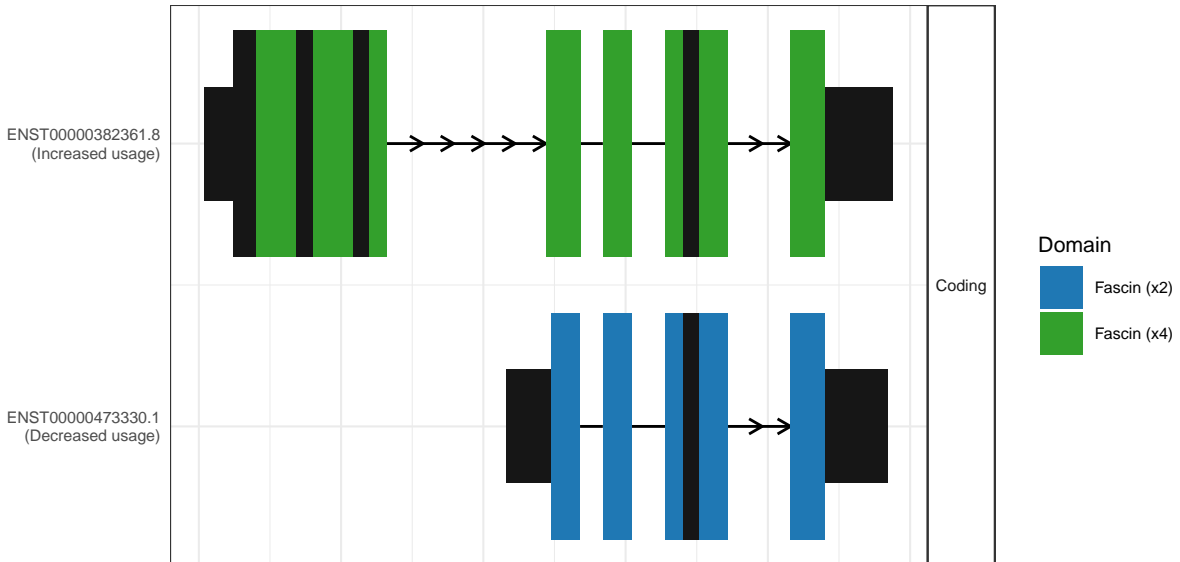 ENST00000382361.8
(Increased usage)
Coding
Domain
Fascin (x2)
Fascin (x4)
ENST00000473330.1
(Decreased usage)